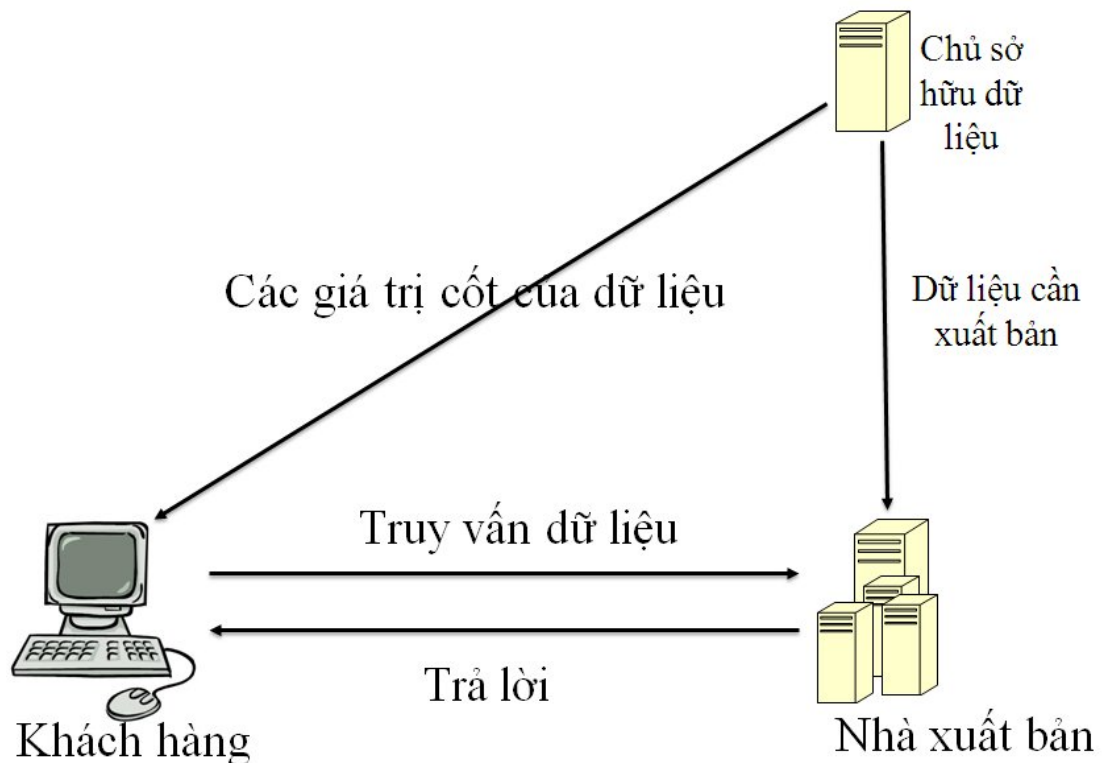 Chủ sở
hữu dữ
liệu
Các giá trị cốt của dữ liệu
Dữ liệu cần
xuất bản
Truy vấn dữ liệu
Trả lời
Khách hàng
Nhà xuất bản